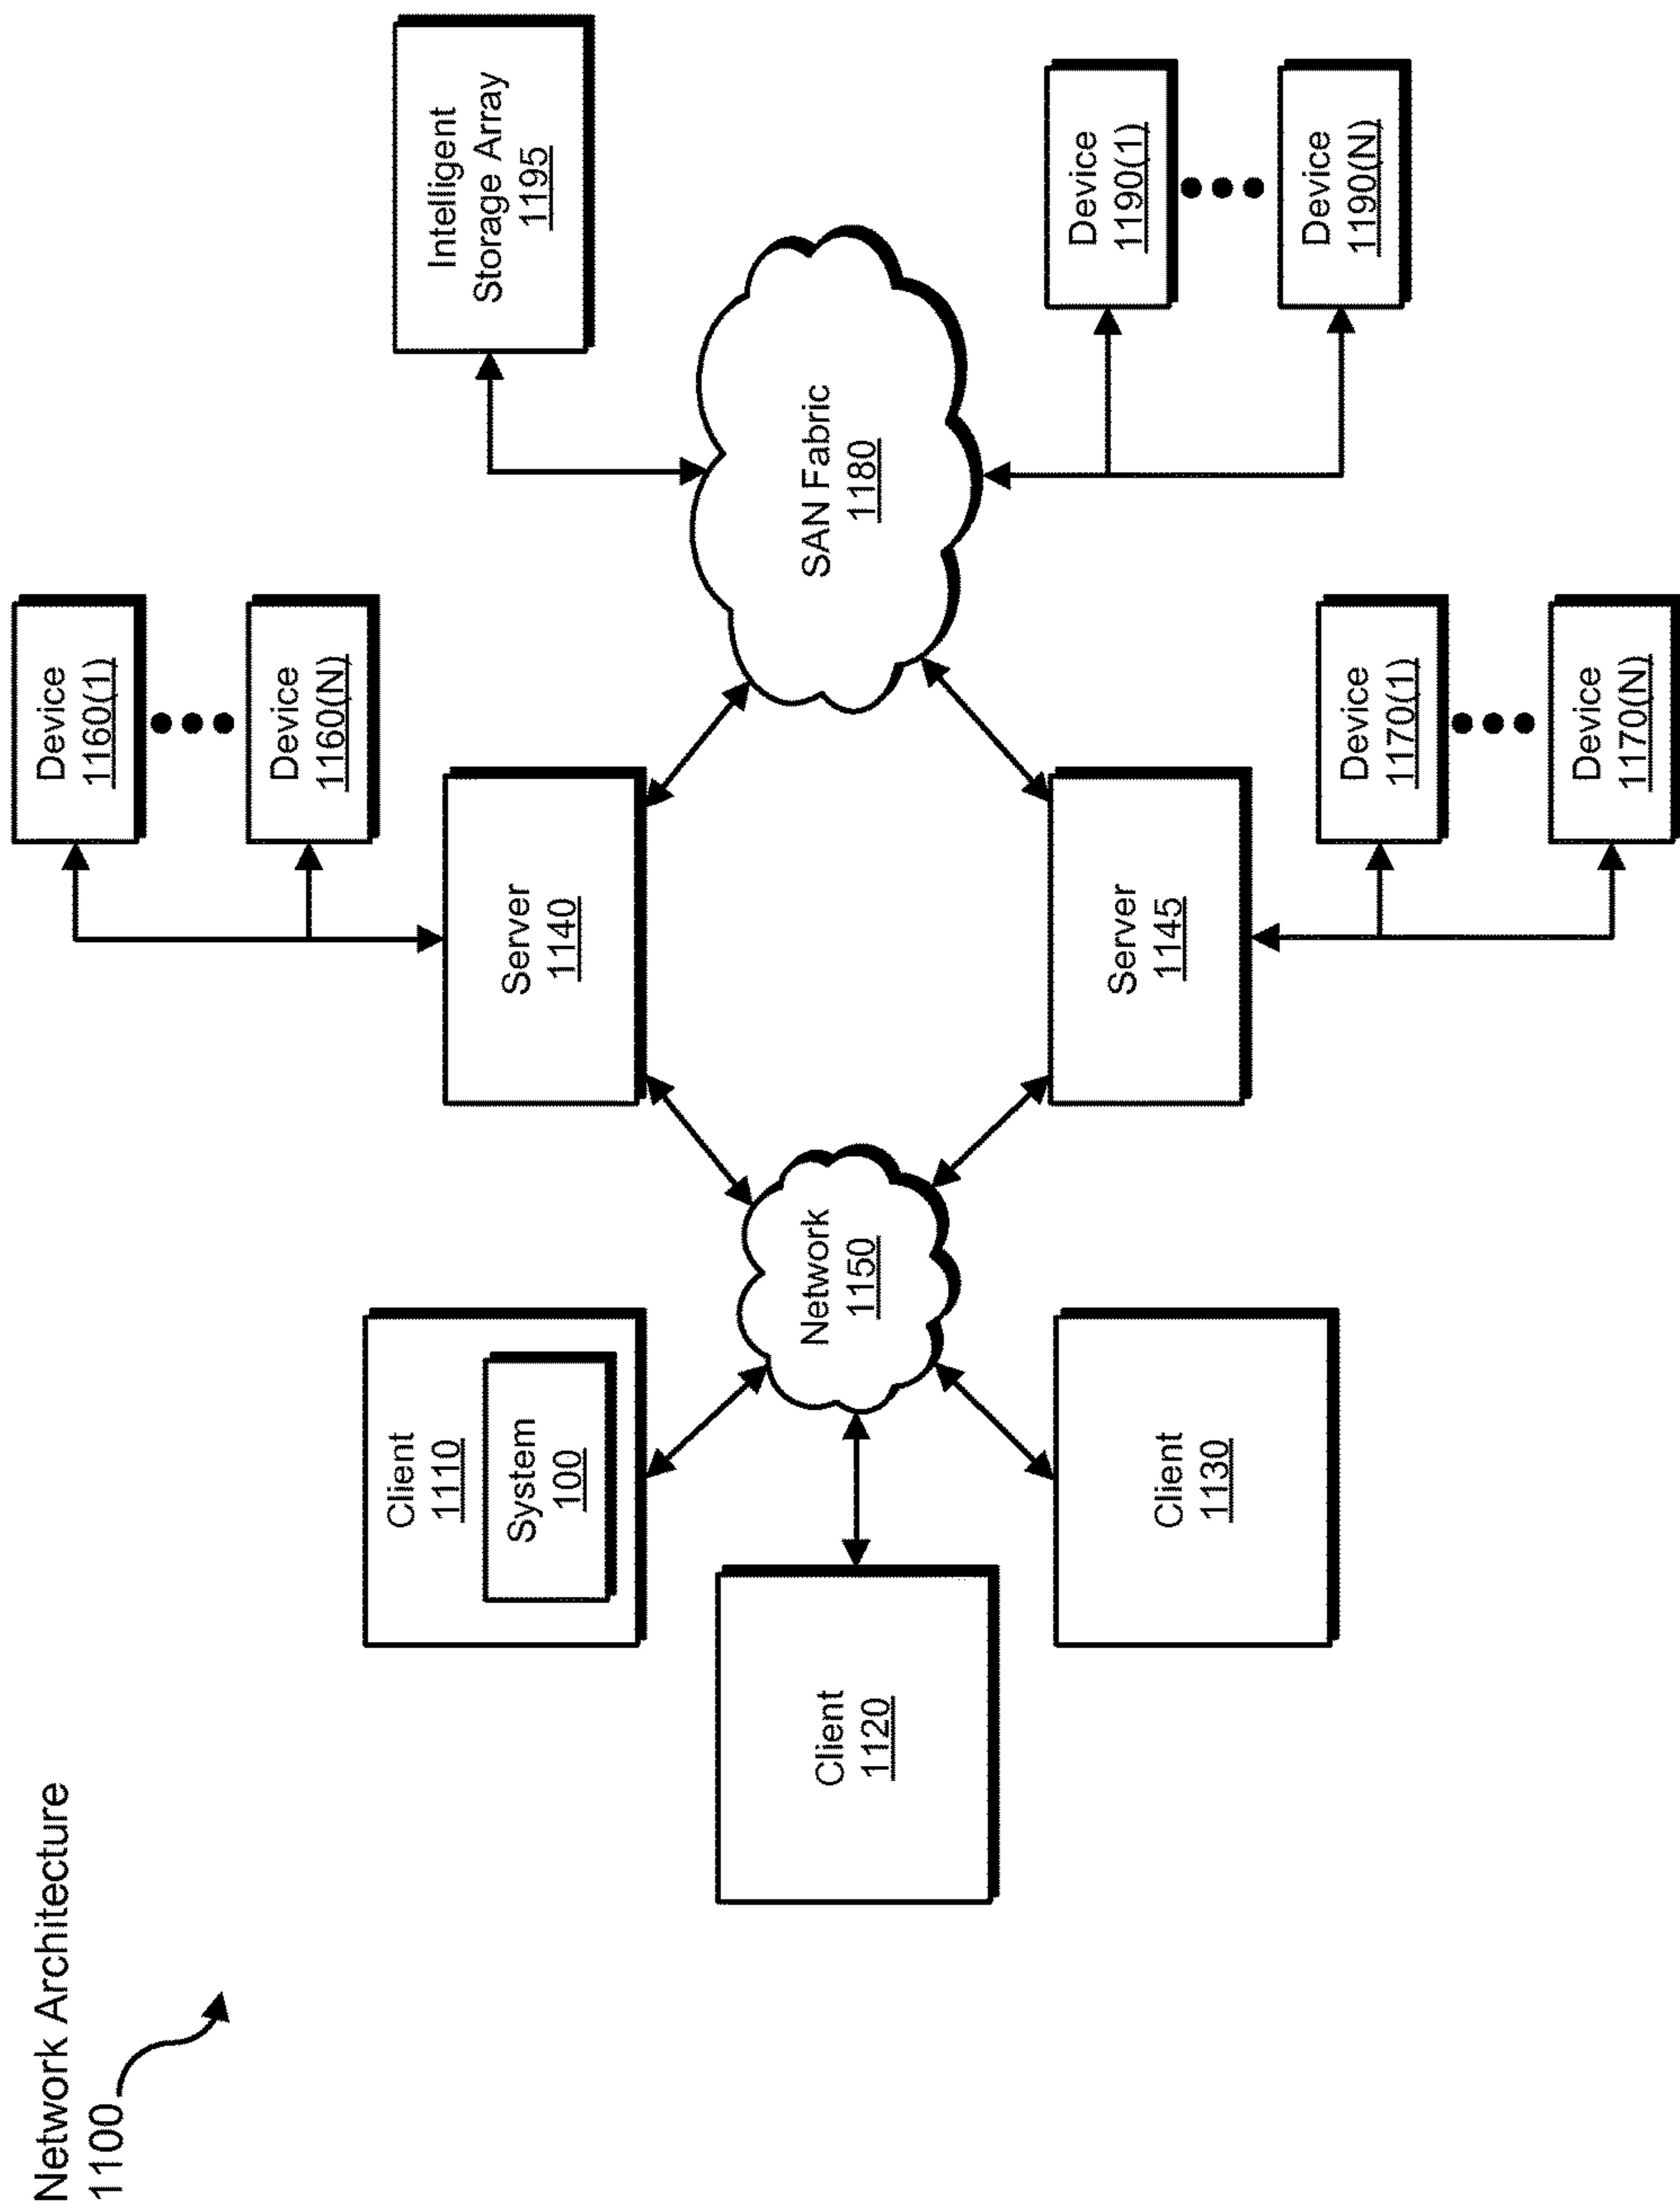 Network Architecture
1100
Client
1110
System
100
Client
1120
Client
1130
Network
1150
Server
1140
Server
1145
Device
1160(1)
Device
1160(N)
Device
1170(1)
Device
1170(N)
SAN Fabric
1180
Intelligent
Storage Array
1195
Device
1190(1)
Device
1190(N)